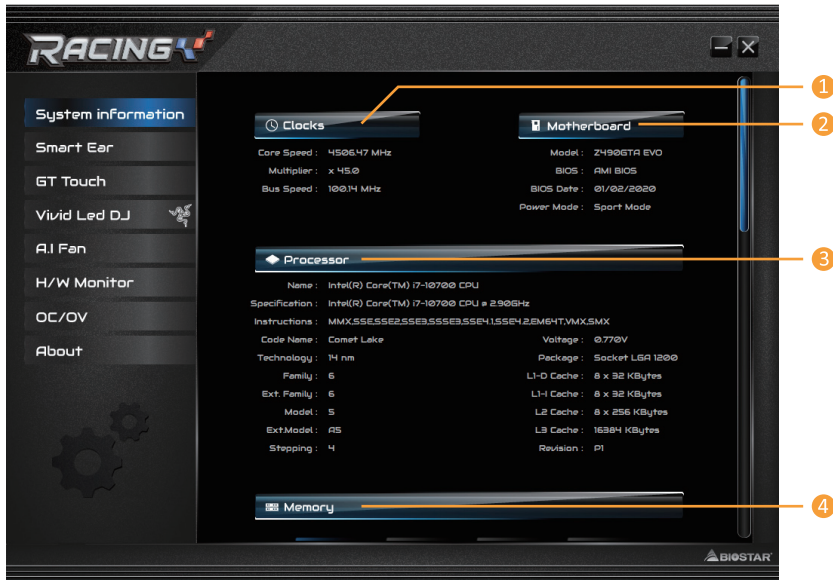 RACING
System information
Smart Ear
GT Touch
Vivid Led DJ
A.I Fan
H/W Monitor
OC/OV
About
Clocks
1
Core Speed : 4506.47 MHz
Multiplier : x 45.0
Bus Speed : 100.14 MHz
Motherboard
2
Model : Z490GTA EVO
BIOS : AMI BIOS
BIOS Date : 01/02/2020
Power Mode : Sport Mode
Processor
3
Name : Intel(R) Core(TM) i7-10700 CPU
Specification : Intel(R) Core(TM) i7-10700 CPU @ 2.90GHz
Instructions : MMX,SSE,SSE2,SSE3,SSSE3,SSE4.1,SSE4.2,EM64T,VMX,SMX
Code Name : Comet Lake
Technology : 14 nm
Family : 6
Ext. Family : 6
Model : 5
Ext.Model : A5
Stepping : 4
Voltage : 0.770V
Package : Socket LGA 1200
L1-D Cache : 8 x 32 KBytes
L1-I Cache : 8 x 32 KBytes
L2 Cache : 8 x 256 KBytes
L3 Cache : 16384 KBytes
Revision : P1
Memory
4
BIOSTAR